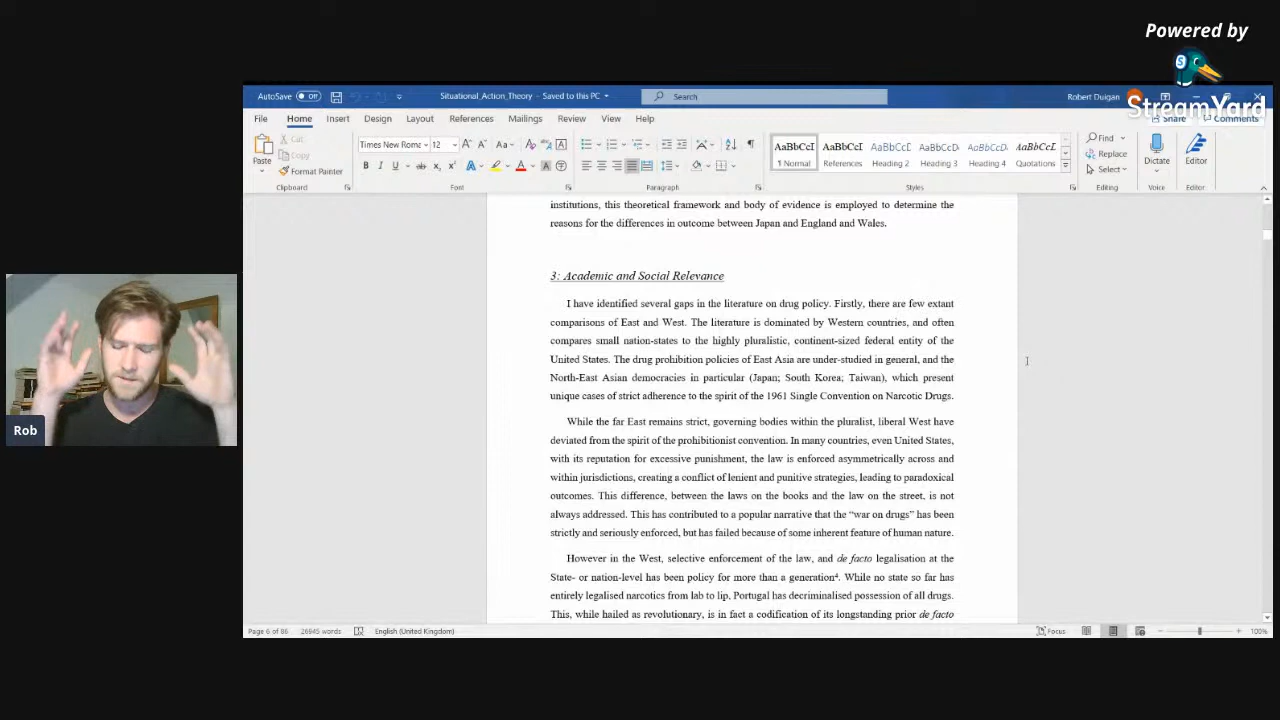 Powered by
StreamYard
AutoSave Off
Situational_Action_Theory - Saved to this PC
Search
Robert Duigan
File Home Insert Design Layout References Mailings Review View Help
Share Comments
Paste
Cut
Copy
Format Painter
Clipboard
Times New Roma 12
Font
Paragraph
AaBbCcI AaBbCcI AaBbCcI AaBbCcD AaBbCcD AaBbCcI
1 Normal References Heading 2 Heading 3 Heading 4 Quotations
Styles
Find
Replace
Select
Editing
Dictate
Voice
Editor
Editor
institutions, this theoretical framework and body of evidence is employed to determine the
reasons for the differences in outcome between Japan and England and Wales.
3: Academic and Social Relevance
I have identified several gaps in the literature on drug policy. Firstly, there are few extant
comparisons of East and West. The literature is dominated by Western countries, and often
compares small nation-states to the highly pluralistic, continent-sized federal entity of the
United States. The drug prohibition policies of East Asia are under-studied in general, and the
North-East Asian democracies in particular (Japan; South Korea; Taiwan), which present
unique cases of strict adherence to the spirit of the 1961 Single Convention on Narcotic Drugs.
While the far East remains strict, governing bodies within the pluralist, liberal West have
deviated from the spirit of the prohibitionist convention. In many countries, even United States,
with its reputation for excessive punishment, the law is enforced asymmetrically across and
within jurisdictions, creating a conflict of lenient and punitive strategies, leading to paradoxical
outcomes. This difference, between the laws on the books and the law on the street, is not
always addressed. This has contributed to a popular narrative that the “war on drugs” has been
strictly and seriously enforced, but has failed because of some inherent feature of human nature.
However in the West, selective enforcement of the law, and de facto legalisation at the
State- or nation-level has been policy for more than a generation⁴. While no state so far has
entirely legalised narcotics from lab to lip, Portugal has decriminalised possession of all drugs.
This, while hailed as revolutionary, is in fact a codification of its longstanding prior de facto
Rob
Page 6 of 86 26945 words English (United Kingdom)
Focus
100%